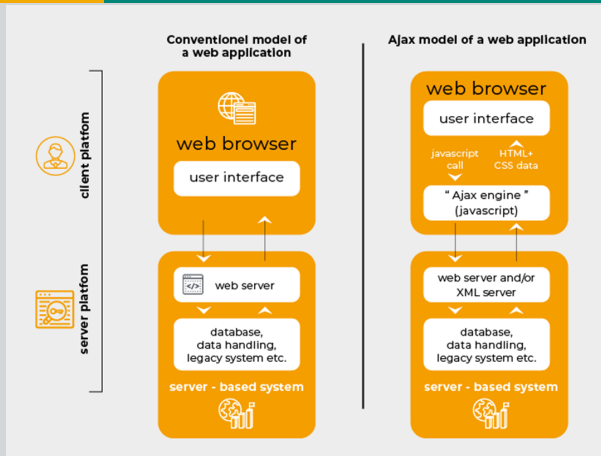 Conventionel model of
a web application
Ajax model of a web application
client platfom
server platform
web browser
user interface
web server
</>
database,
data handling,
legacy system etc.
server - based system
web browser
user interface
javascript
call
HTML+
CSS data
“ Ajax engine ”
(javascript)
web server and/or
XML server
database,
data handling,
legacy system etc.
server - based system